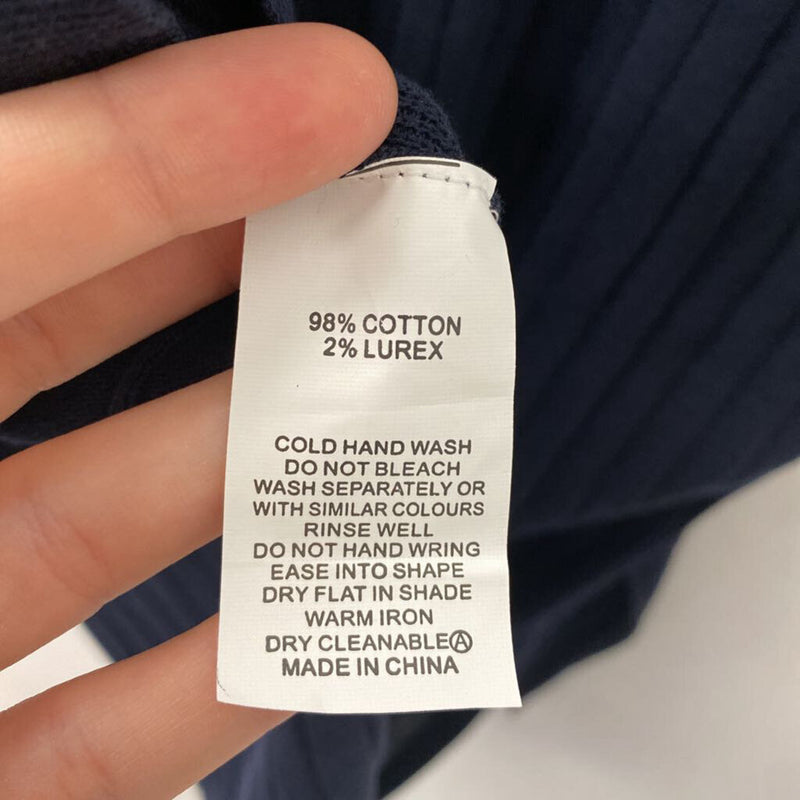 98% COTTON
2% LUREX
COLD HAND WASH
DO NOT BLEACH
WASH SEPARATELY OR
WITH SIMILAR COLOURS
RINSE WELL
DO NOT HAND WRING
EASE INTO SHAPE
DRY FLAT IN SHADE
WARM IRON
DRY CLEANABLE Ⓐ
MADE IN CHINA